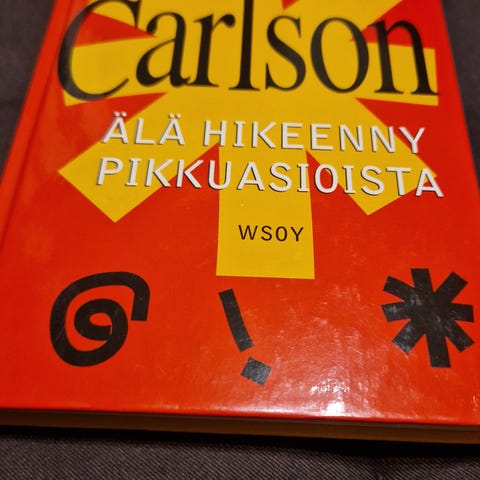 Carlson
ÄLÄ HIKEENNY
PIKKUASIOISTA
WSOY